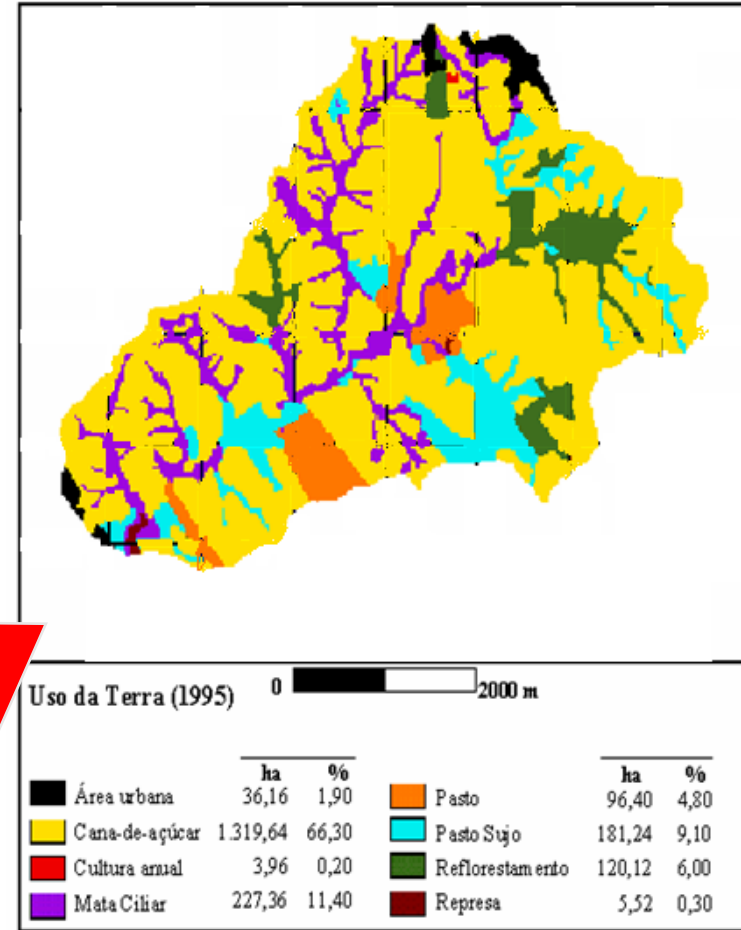 Uso da Terra (1995) 0 2000 m
ha % ha %
Área urbana 36,16 1,90 Pasto 96,40 4,80
Cana-de-açúcar 1.319,64 66,30 Pasto Sujo 181,24 9,10
Cultura anual 3,96 0,20 Reflorestamento 120,12 6,00
Mata Ciliar 227,36 11,40 Represa 5,52 0,30